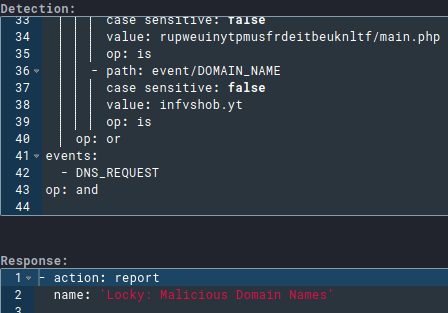 Detection:
33 case sensitive: false
34 value: rupweuinytpmusfrdeitbeuknltf/main.php
35 op: is
36 - path: event/DOMAIN_NAME
37 case sensitive: false
38 value: infvshob.yt
39 op: is
40 op: or
41 events:
42 - DNS_REQUEST
43 op: and
44
Response:
1 - action: report
2 name: 'Locky: Malicious Domain Names'
3